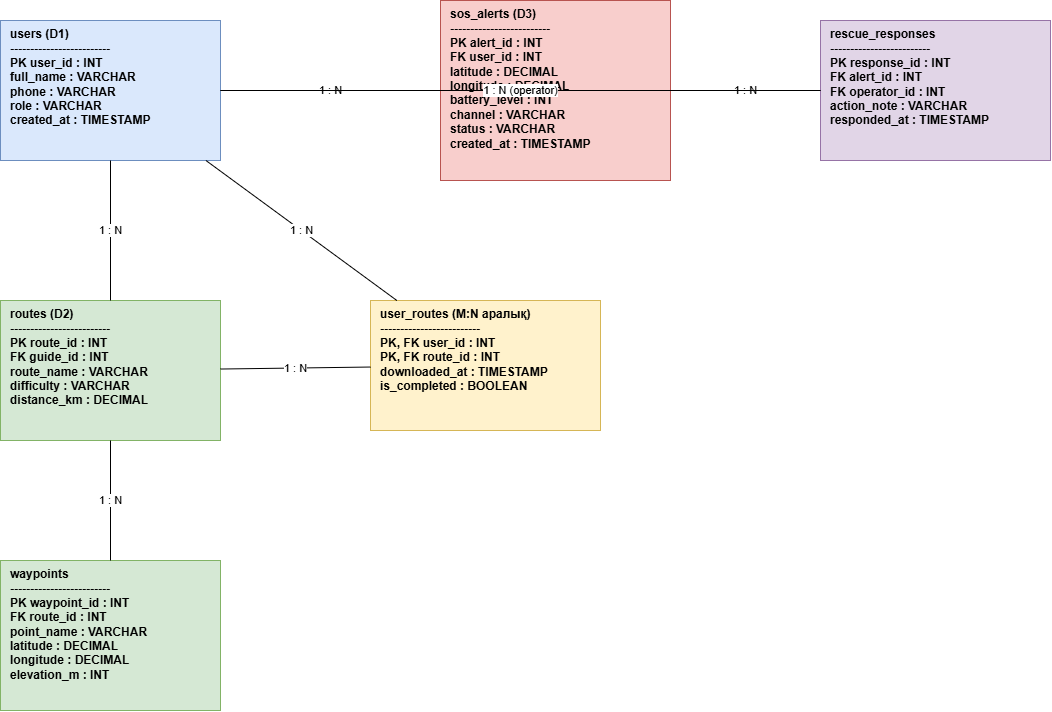 users (D1)
-------------------------
PK user_id : INT
full_name : VARCHAR
phone : VARCHAR
role : VARCHAR
created_at : TIMESTAMP
1 : N
sos_alerts (D3)
-------------------------
PK alert_id : INT
FK user_id : INT
latitude : DECIMAL
longitude : DECIMAL
1 : N (operator)
battery_level : INT
channel : VARCHAR
status : VARCHAR
created_at : TIMESTAMP
1 : N
rescue_responses
-------------------------
PK response_id : INT
FK alert_id : INT
FK operator_id : INT
action_note : VARCHAR
responded_at : TIMESTAMP
1 : N
1 : N
routes (D2)
-------------------------
PK route_id : INT
FK guide_id : INT
route_name : VARCHAR
difficulty : VARCHAR
distance_km : DECIMAL
1 : N
user_routes (M:N аралық)
-------------------------
PK, FK user_id : INT
PK, FK route_id : INT
downloaded_at : TIMESTAMP
is_completed : BOOLEAN
1 : N
waypoints
-------------------------
PK waypoint_id : INT
FK route_id : INT
point_name : VARCHAR
latitude : DECIMAL
longitude : DECIMAL
elevation_m : INT